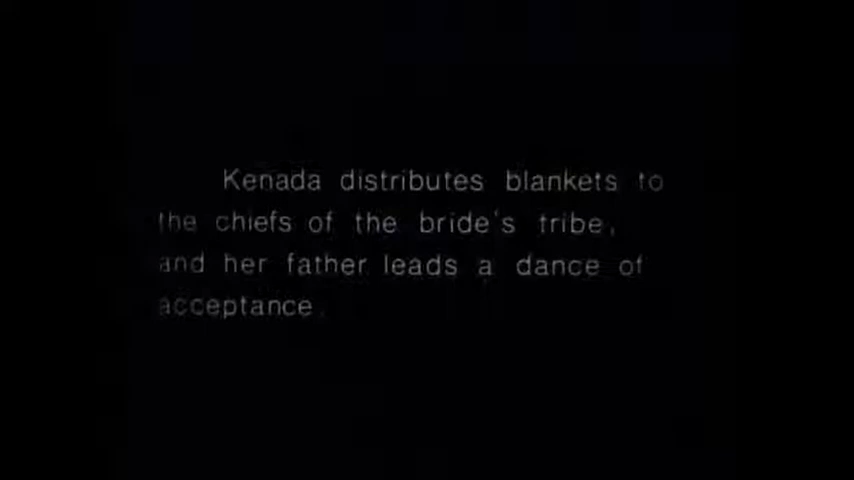 Kenada distributes blankets to
the chiefs of the bride's tribe,
and her father leads a dance of
acceptance.